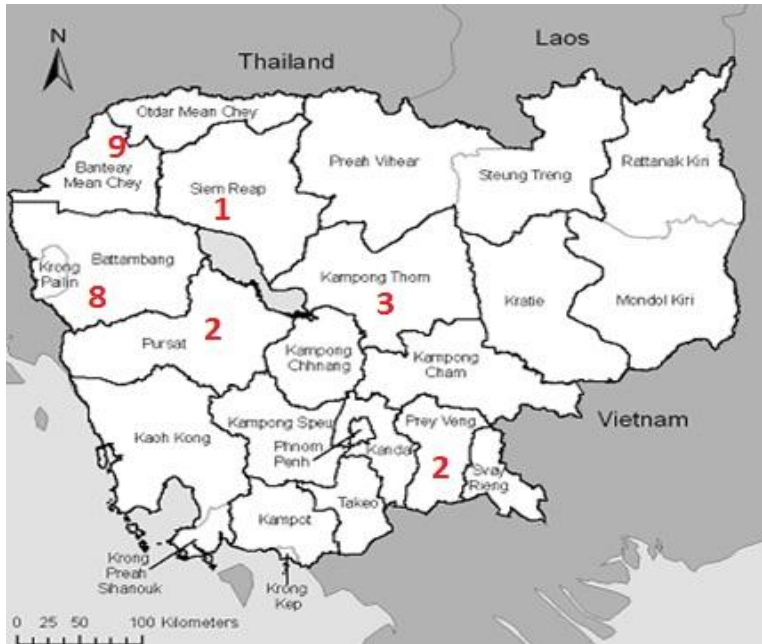 N
Laos
Thailand
Otdar Mean Chey
9
Banteay
Mean Chey
Preah Vihear
Steung Treng
Rattanak Kiri
Siem Reap
1
Battambang
Krong
Pailin
8
Kampong Thom
3
Kratie
Mondol Kiri
2
Pursat
Kampong
Chhnang
Kampong
Cham
Vietnam
Kaoh Kong
Kampong Speu
Phnom
Penh
Kandal
Prey Veng
2
Svay
Rieng
Takeo
Kampot
Krong
Preah
Sihanouk
Krong
Kep
0 25 50 100 Kilometers